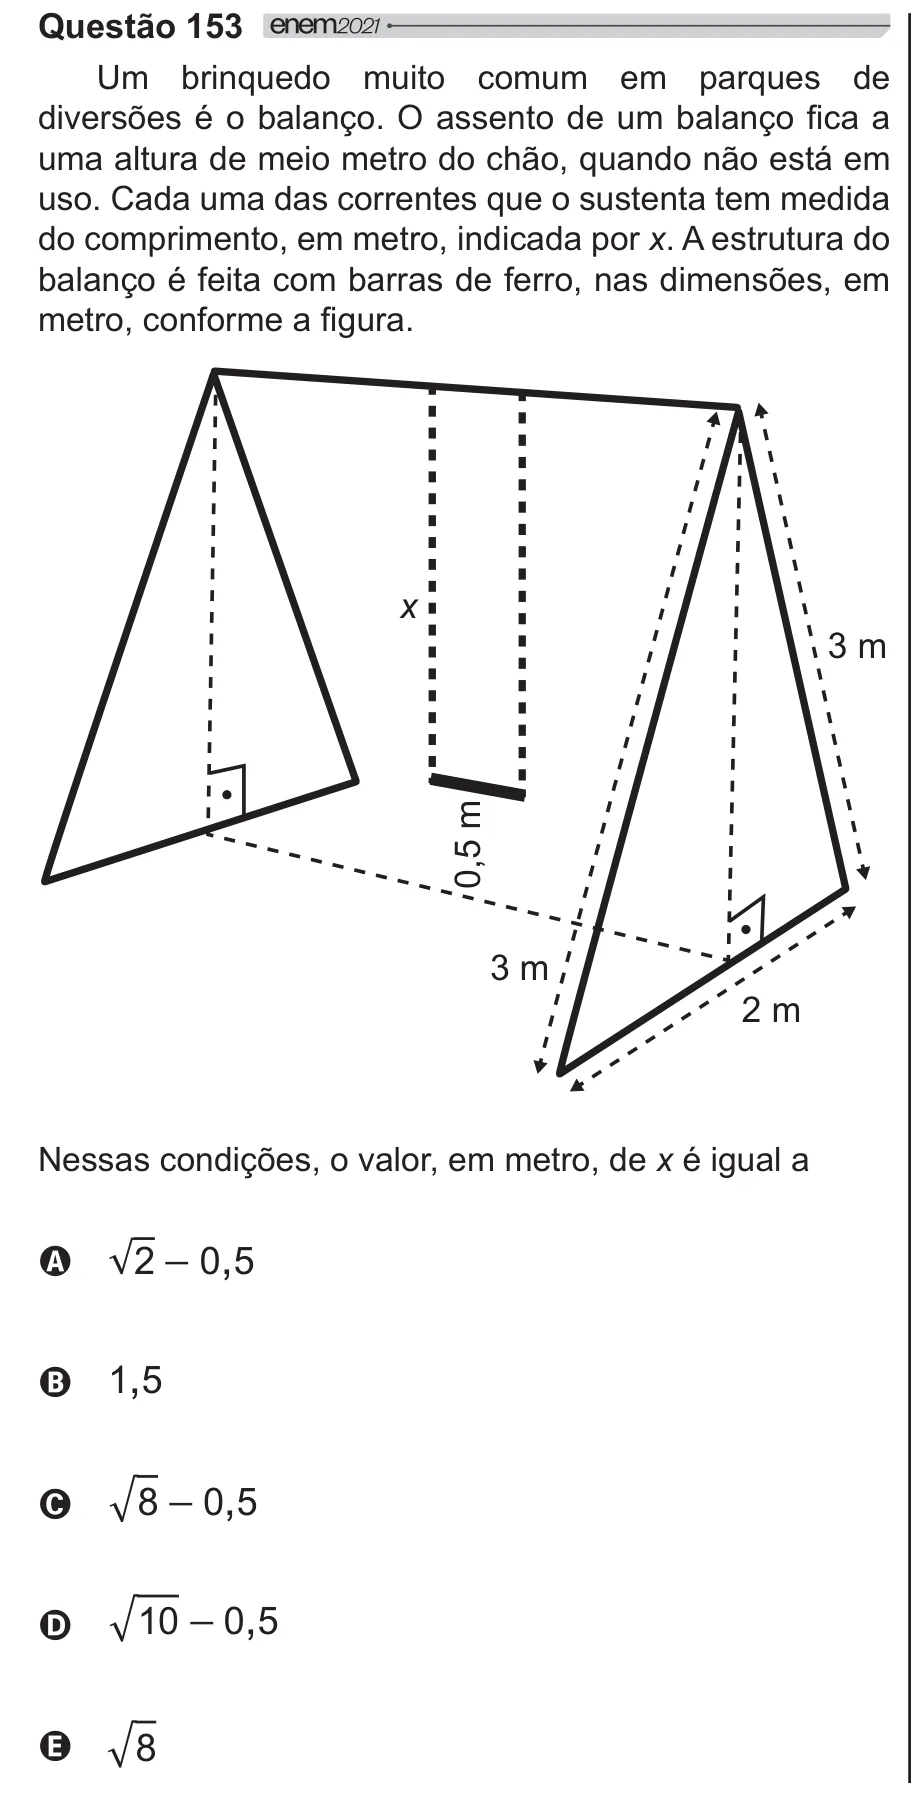 Questão 153 enem2021
Um brinquedo muito comum em parques de
diversões é o balanço. O assento de um balanço fica a
uma altura de meio metro do chão, quando não está em
uso. Cada uma das correntes que o sustenta tem medida
do comprimento, em metro, indicada por x. A estrutura do
balanço é feita com barras de ferro, nas dimensões, em
metro, conforme a figura.
x
3 m
0,5 m
3 m
2 m
Nessas condições, o valor, em metro, de x é igual a
A √2 – 0,5
B 1,5
C √8 – 0,5
D √10 – 0,5
E √8